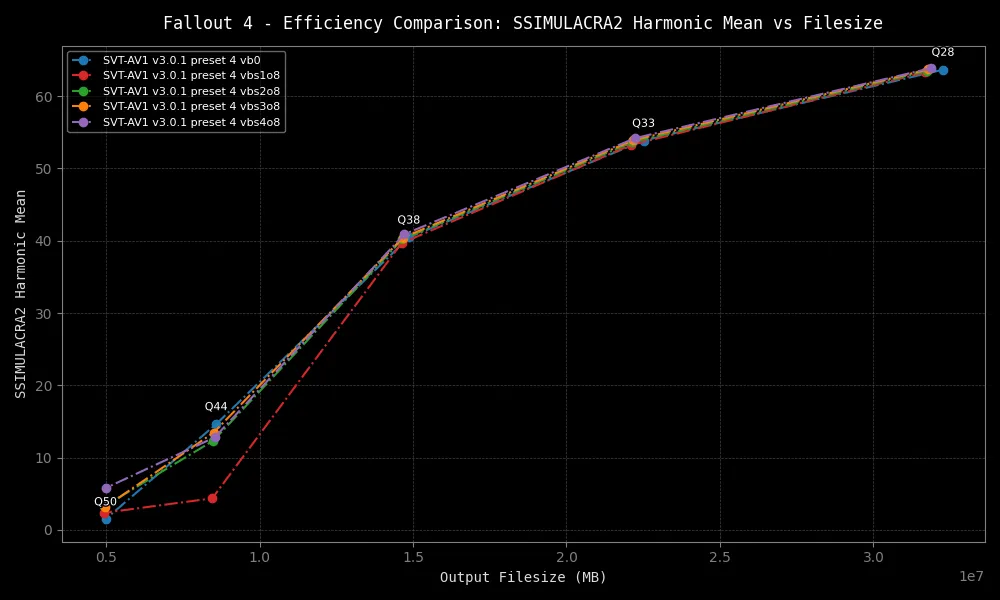 Fallout 4 - Efficiency Comparison: SSIMULACRA2 Harmonic Mean vs Filesize
SVT-AV1 v3.0.1 preset 4 vb0
SVT-AV1 v3.0.1 preset 4 vbs1o8
SVT-AV1 v3.0.1 preset 4 vbs2o8
SVT-AV1 v3.0.1 preset 4 vbs3o8
SVT-AV1 v3.0.1 preset 4 vbs4o8
Q28
Q33
Q38
Q44
Q50
SSIMULACRA2 Harmonic Mean
60
50
40
30
20
10
0
0.5 1.0 1.5 2.0 2.5 3.0
1e7
Output Filesize (MB)